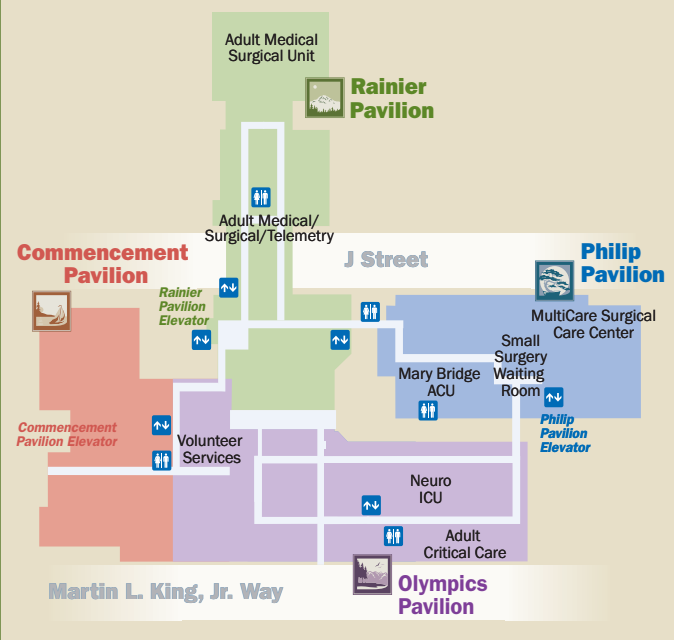 Adult Medical
Surgical Unit
Rainier
Pavilion
Adult Medical/
Surgical/Telemetry
Commencement
Pavilion
J Street
Philip
Pavilion
Rainier
Pavilion
Elevator
MultiCare Surgical
Care Center
Small
Surgery
Waiting
Room
Mary Bridge
ACU
Philip
Pavilion
Elevator
Commencement
Pavilion Elevator
Volunteer
Services
Neuro
ICU
Adult
Critical Care
Martin L. King, Jr. Way
Olympics
Pavilion